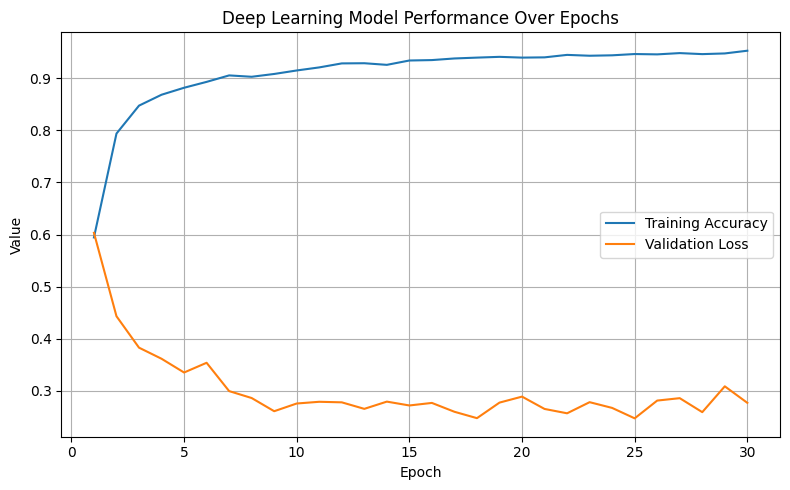 Deep Learning Model Performance Over Epochs
Value
0.9
0.8
0.7
0.6
0.5
0.4
0.3
Training Accuracy
Validation Loss
0 5 10 15 20 25 30
Epoch